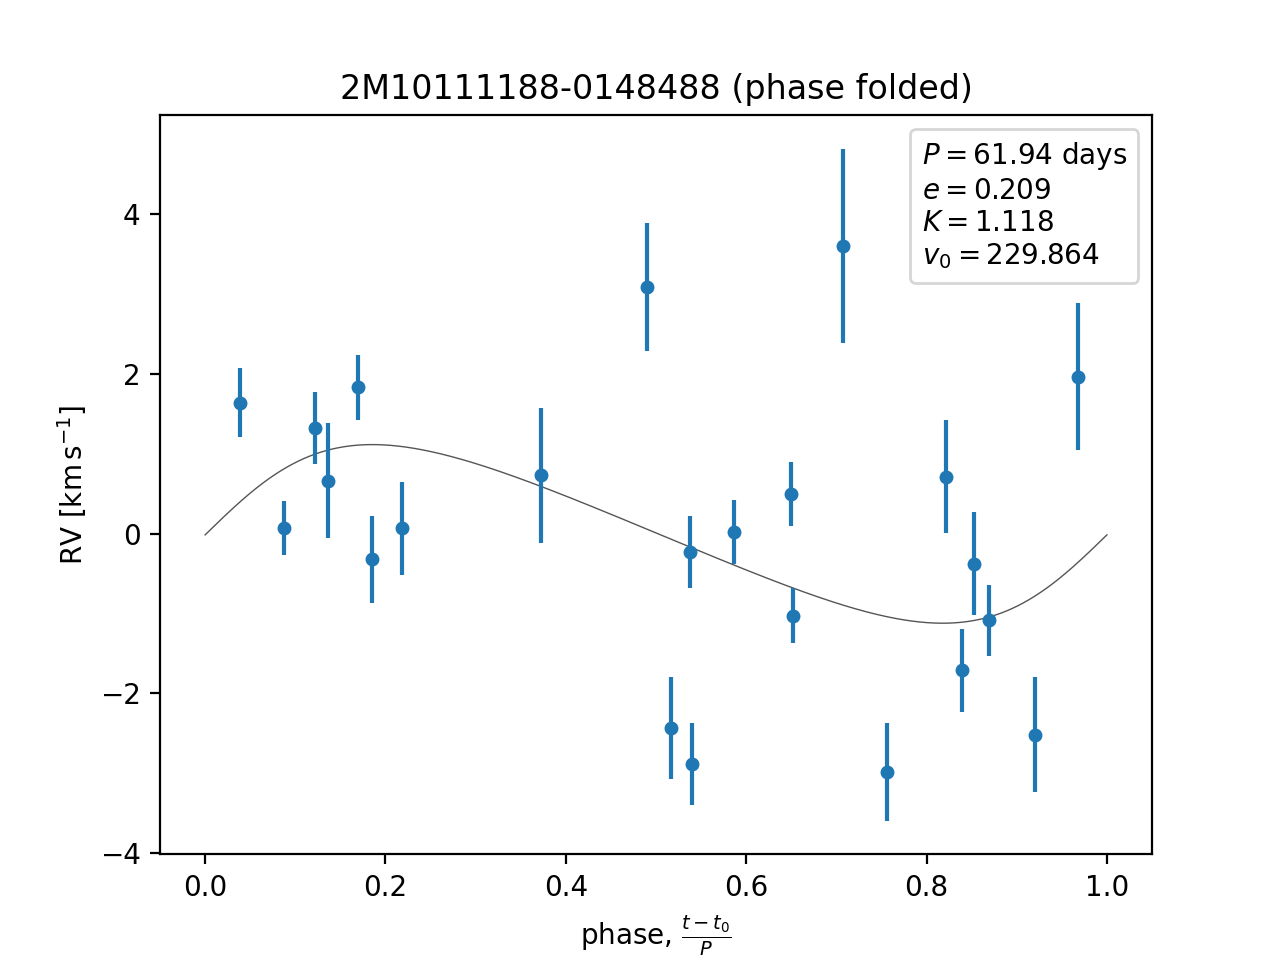 2M10111188-0148488 (phase folded)
P = 61.94 days
e = 0.209
K = 1.118
v₀ = 229.864
4
2
0
−2
−4
RV [km s⁻¹]
0.0 0.2 0.4 0.6 0.8 1.0
phase, (t − t₀)/P